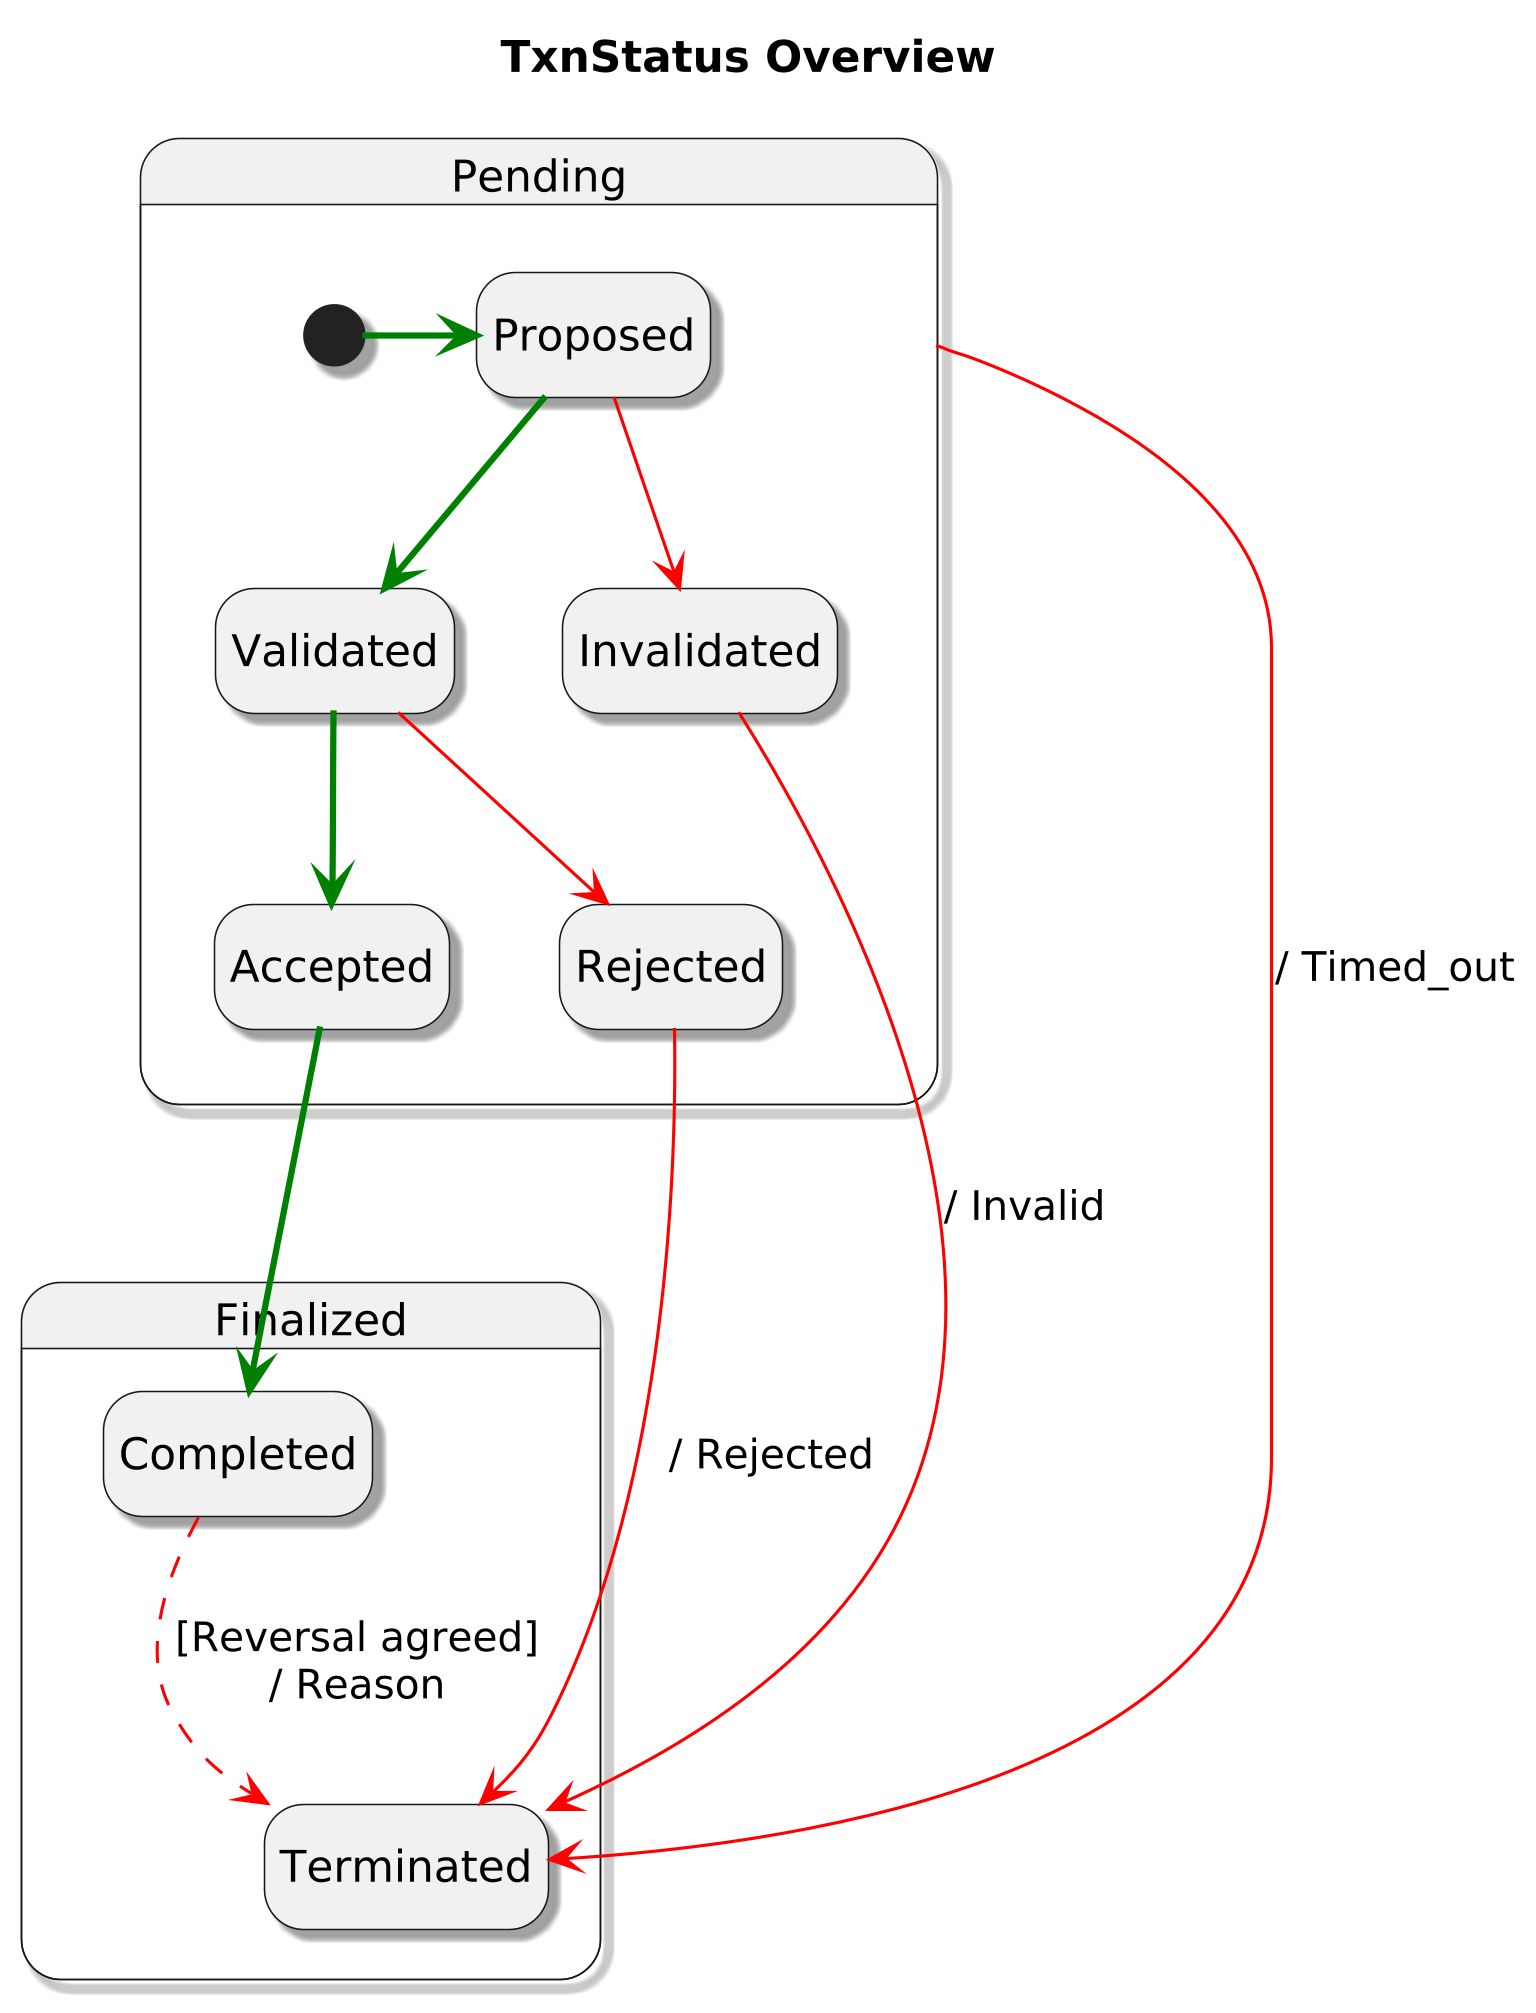 TxnStatus Overview
Pending
Proposed
Validated
Invalidated
Accepted
Rejected
/ Timed_out
/ Invalid
Finalized
Completed
/ Rejected
[Reversal agreed]
/ Reason
Terminated